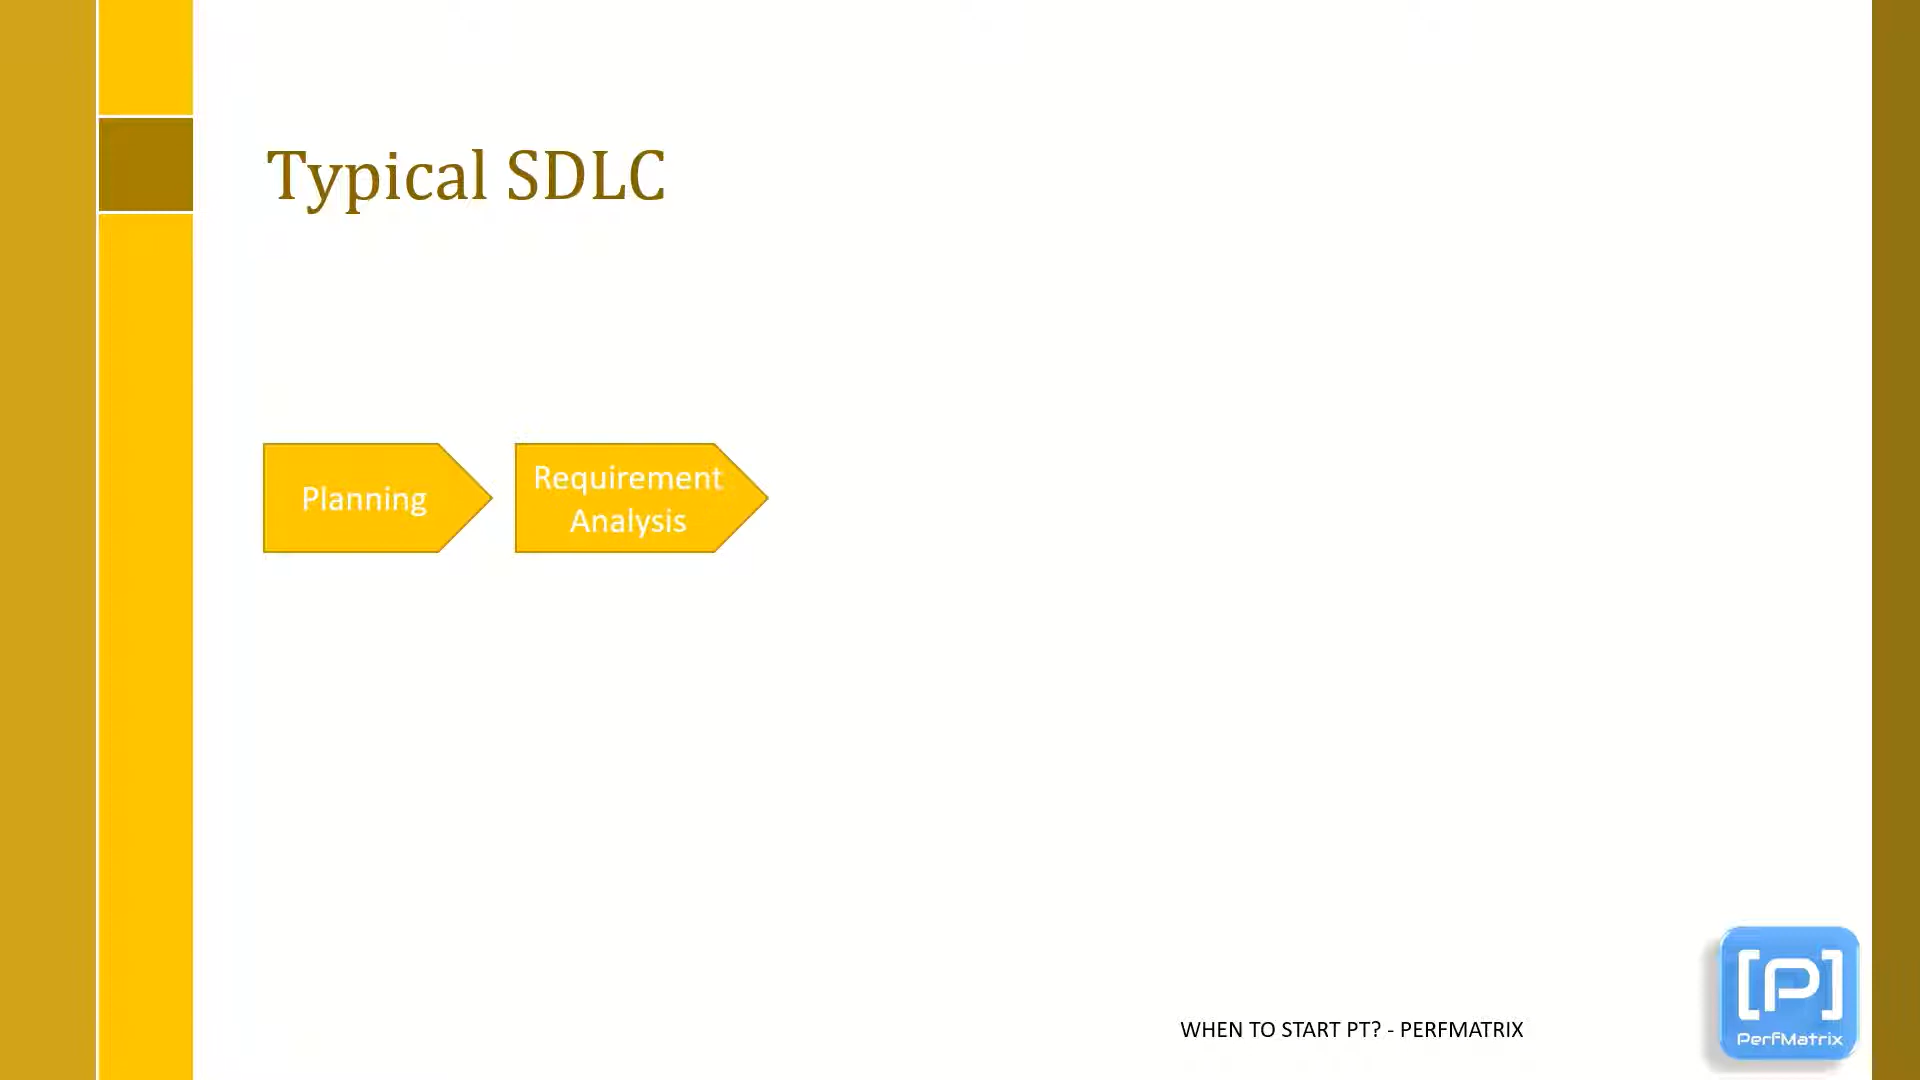 Typical SDLC
Planning
Requirement
Analysis
WHEN TO START PT? - PERFMATRIX
[P]
PerfMatrix